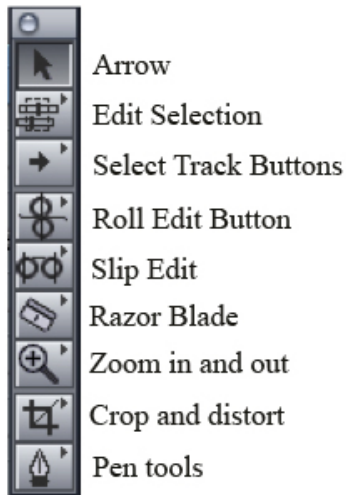 Arrow
Edit Selection
Select Track Buttons
Roll Edit Button
Slip Edit
Razor Blade
Zoom in and out
Crop and distort
Pen tools